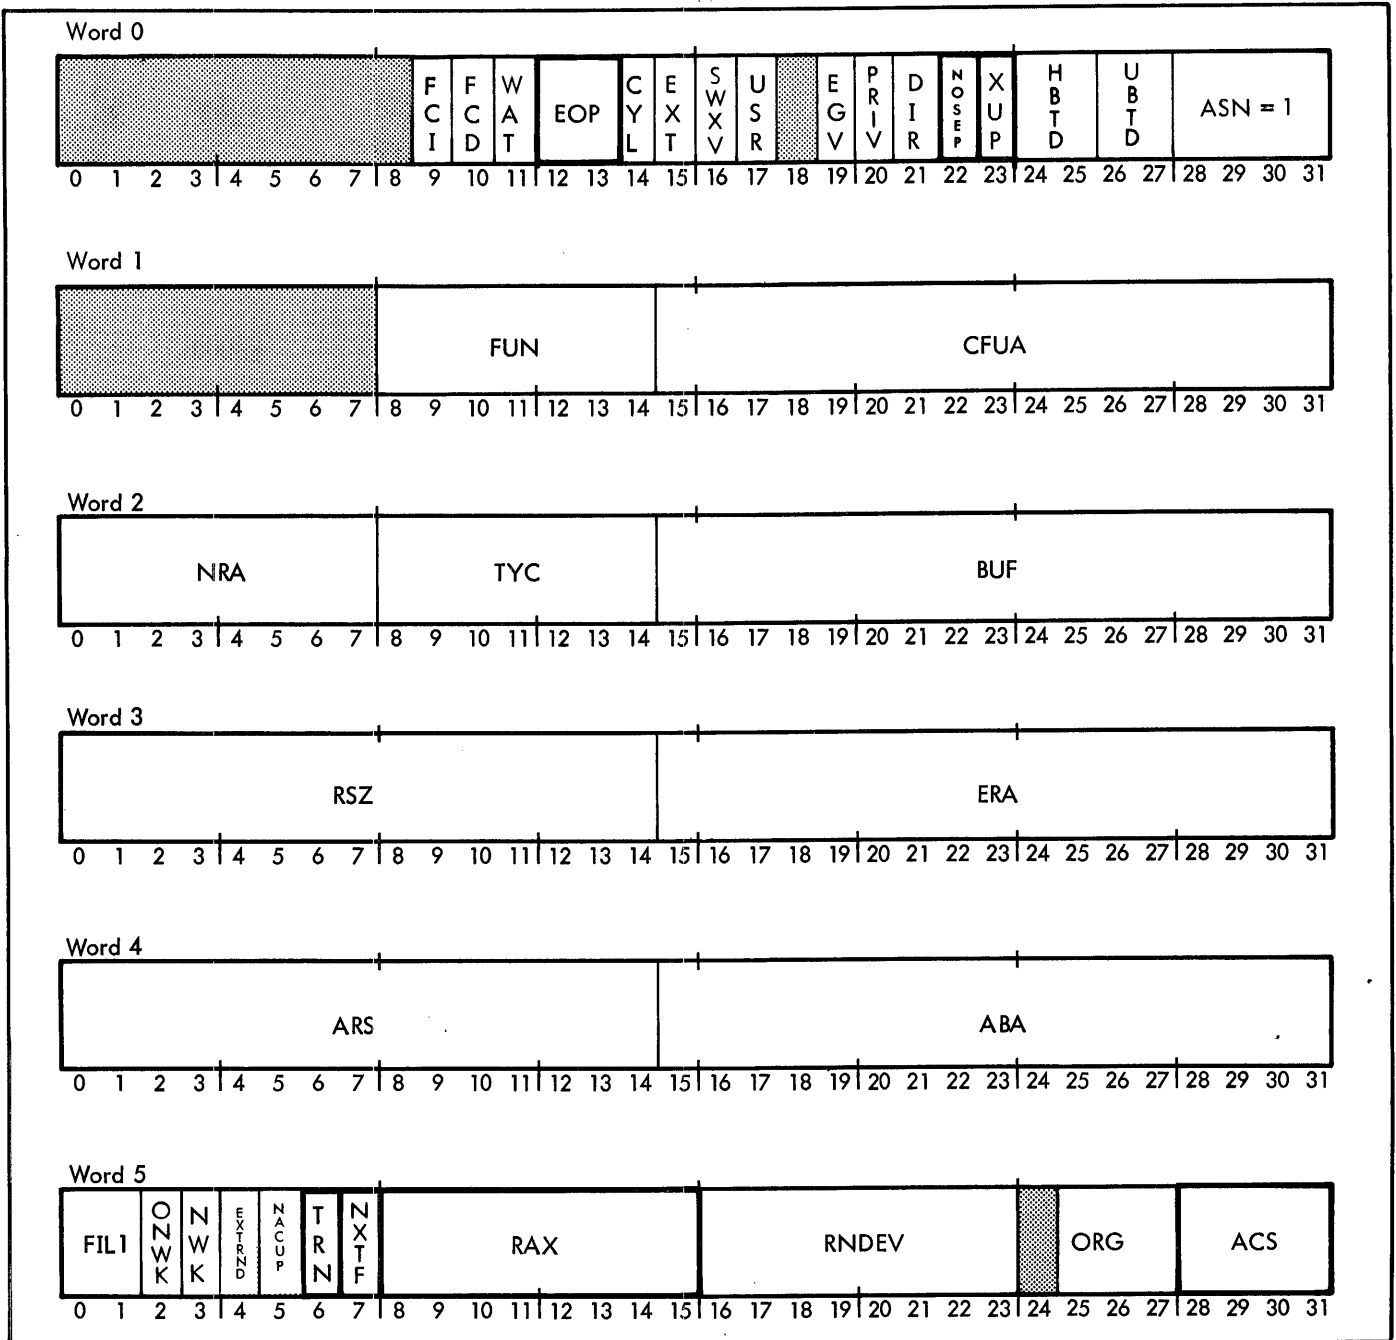 Word 0
FCI FCD WAT EOP CYL EXT SWXV USR EGV PRIV DIR NOSEP XUP HBTD UBTD ASN = 1
0 1 2 3 4 5 6 7 8 9 10 11 12 13 14 15 16 17 18 19 20 21 22 23 24 25 26 27 28 29 30 31
Word 1
FUN CFUA
0 1 2 3 4 5 6 7 8 9 10 11 12 13 14 15 16 17 18 19 20 21 22 23 24 25 26 27 28 29 30 31
Word 2
NRA TYC BUF
0 1 2 3 4 5 6 7 8 9 10 11 12 13 14 15 16 17 18 19 20 21 22 23 24 25 26 27 28 29 30 31
Word 3
RSZ ERA
0 1 2 3 4 5 6 7 8 9 10 11 12 13 14 15 16 17 18 19 20 21 22 23 24 25 26 27 28 29 30 31
Word 4
ARS ABA
0 1 2 3 4 5 6 7 8 9 10 11 12 13 14 15 16 17 18 19 20 21 22 23 24 25 26 27 28 29 30 31
Word 5
FIL1 ONWK NWK EXTRND NACUP TRN NXTF RAX RNDEV ORG ACS
0 1 2 3 4 5 6 7 8 9 10 11 12 13 14 15 16 17 18 19 20 21 22 23 24 25 26 27 28 29 30 31